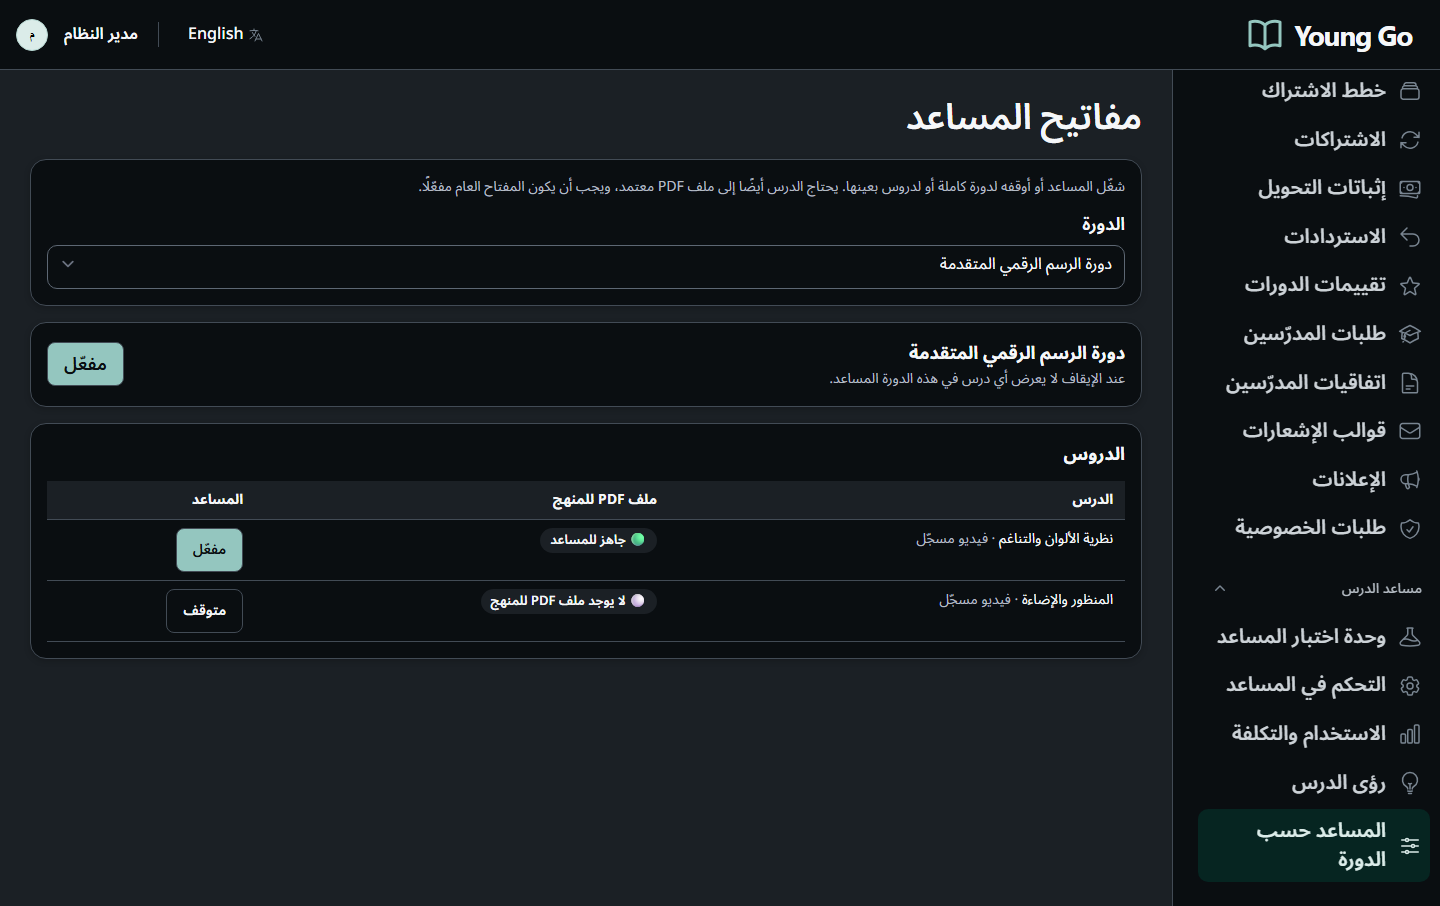 Young Go
English
مدير النظام
م
خطط الاشتراك
الاشتراكات
إثباتات التحويل
الاستردادات
تقييمات الدورات
طلبات المدرّسين
اتفاقيات المدرّسين
قوالب الإشعارات
الإعلانات
طلبات الخصوصية
مساعد الدرس
وحدة اختبار المساعد
التحكم في المساعد
الاستخدام والتكلفة
رؤى الدرس
المساعد حسب
الدورة
مفاتيح المساعد
شغّل المساعد أو أوقفه لدورة كاملة أو لدروس بعينها. يحتاج الدرس أيضًا إلى ملف PDF معتمد، ويجب أن يكون المفتاح العام مفعّلًا.
الدورة
دورة الرسم الرقمي المتقدمة
دورة الرسم الرقمي المتقدمة
عند الإيقاف لا يعرض أي درس في هذه الدورة المساعد.
مفعّل
الدروس
الدرس ملف PDF للمنهج المساعد
نظرية الألوان والتناغم · فيديو مسجّل جاهز للمساعد مفعّل
المنظور والإضاءة · فيديو مسجّل لا يوجد ملف PDF للمنهج متوقف